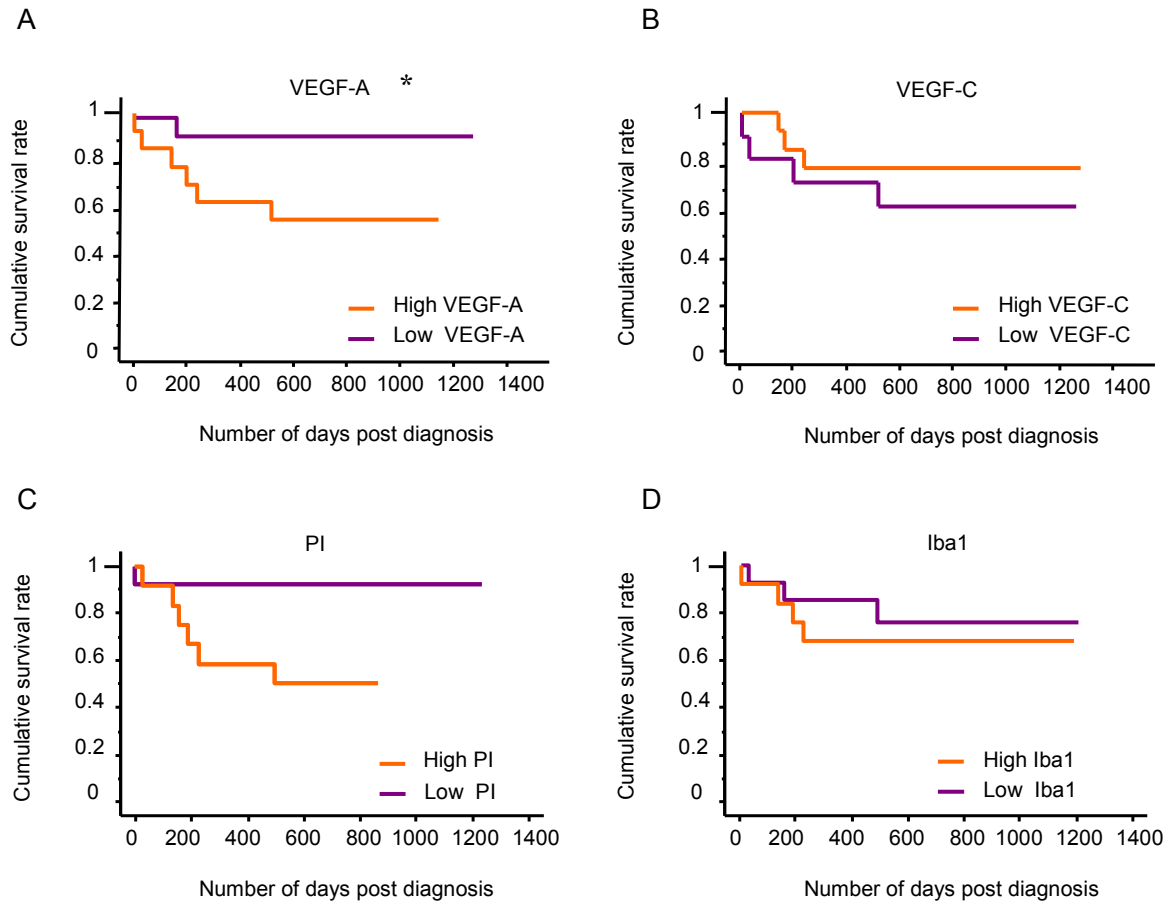 A
VEGF-A *
Cumulative survival rate
1
0.8
0.6
0.4
0.2
0
High VEGF-A
Low VEGF-A
0 200 400 600 800 1000 1200 1400
Number of days post diagnosis
B
VEGF-C
Cumulative survival rate
1
0.8
0.6
0.4
0.2
0
High VEGF-C
Low VEGF-C
0 200 400 600 800 1000 1200 1400
Number of days post diagnosis
C
PI
Cumulative survival rate
1
0.8
0.6
0.4
0.2
0
High PI
Low PI
0 200 400 600 800 1000 1200 1400
Number of days post diagnosis
D
Iba1
Cumulative survival rate
1
0.8
0.6
0.4
0.2
0
High Iba1
Low Iba1
0 200 400 600 800 1000 1200 1400
Number of days post diagnosis